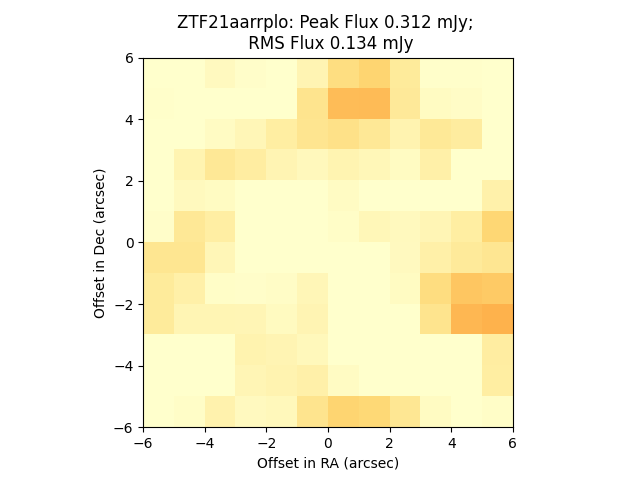 ZTF21aarrplo: Peak Flux 0.312 mJy;
RMS Flux 0.134 mJy
6
4
2
0
−2
−4
−6
Offset in Dec (arcsec)
−6 −4 −2 0 2 4 6
Offset in RA (arcsec)